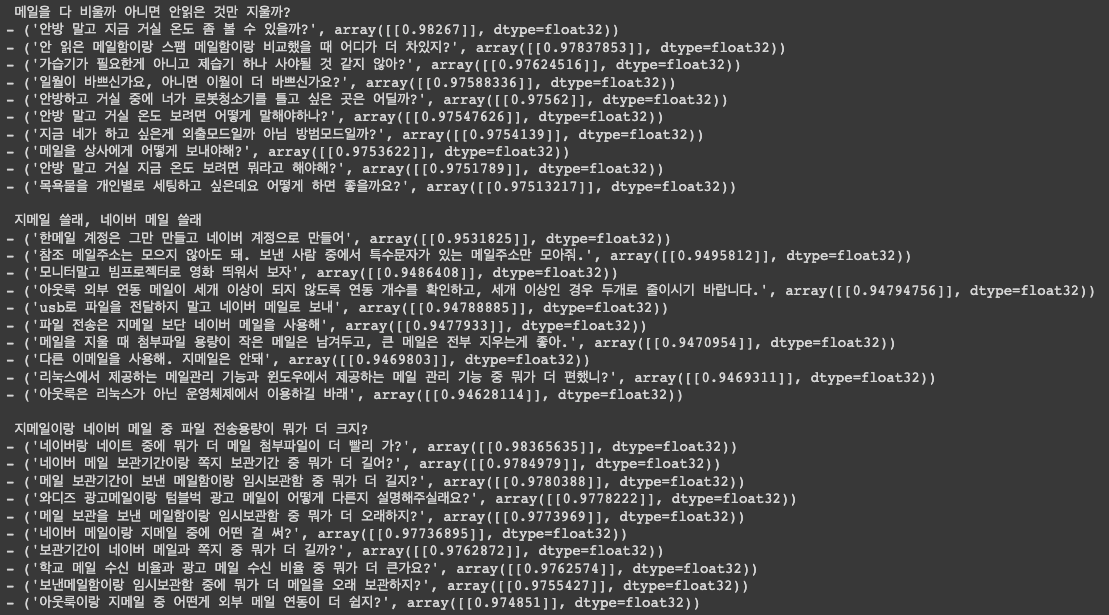 메일을 다 비울까 아니면 안읽은 것만 지울까?
- ('안방 말고 지금 거실 온도 좀 볼 수 있을까?', array([[0.98267]], dtype=float32))
- ('안 읽은 메일함이랑 스팸 메일함이랑 비교했을 때 어디가 더 차있지?', array([[0.97837853]], dtype=float32))
- ('가습기가 필요한게 아니고 제습기 하나 사야될 것 같지 않아?', array([[0.97624516]], dtype=float32))
- ('일월이 바쁘신가요, 아니면 이월이 더 바쁘신가요?', array([[0.97588336]], dtype=float32))
- ('안방하고 거실 중에 너가 로봇청소기를 틀고 싶은 곳은 어딜까?', array([[0.97562]], dtype=float32))
- ('안방 말고 거실 온도 보려면 어떻게 말해야하나?', array([[0.97547626]], dtype=float32))
- ('지금 네가 하고 싶은게 외출모드일까 아님 방범모드일까?', array([[0.9754139]], dtype=float32))
- ('메일을 상사에게 어떻게 보내야해?', array([[0.9753622]], dtype=float32))
- ('안방 말고 거실 지금 온도 보려면 뭐라고 해야해?', array([[0.9751789]], dtype=float32))
- ('목욕물을 개인별로 세팅하고 싶은데요 어떻게 하면 좋을까요?', array([[0.97513217]], dtype=float32))
지메일 쓸래, 네이버 메일 쓸래
- ('한메일 계정은 그만 만들고 네이버 계정으로 만들어', array([[0.9531825]], dtype=float32))
- ('참조 메일주소는 모으지 않아도 돼. 보낸 사람 중에서 특수문자가 있는 메일주소만 모아줘.', array([[0.9495812]], dtype=float32))
- ('모니터말고 빔프로젝터로 영화 띄워서 보자', array([[0.9486408]], dtype=float32))
- ('아웃룩 외부 연동 메일이 세개 이상이 되지 않도록 연동 개수를 확인하고, 세개 이상인 경우 두개로 줄이시기 바랍니다.', array([[0.94794756]], dtype=float32))
- ('usb로 파일을 전달하지 말고 네이버 메일로 보내', array([[0.94788885]], dtype=float32))
- ('파일 전송은 지메일 보단 네이버 메일을 사용해', array([[0.9477933]], dtype=float32))
- ('메일을 지울 때 첨부파일 용량이 작은 메일은 남겨두고, 큰 메일은 전부 지우는게 좋아.', array([[0.9470954]], dtype=float32))
- ('다른 이메일을 사용해. 지메일은 안돼', array([[0.9469803]], dtype=float32))
- ('리눅스에서 제공하는 메일관리 기능과 윈도우에서 제공하는 메일 관리 기능 중 뭐가 더 편했니?', array([[0.9469311]], dtype=float32))
- ('아웃룩은 리눅스가 아닌 운영체제에서 이용하길 바래', array([[0.94628114]], dtype=float32))
지메일이랑 네이버 메일 중 파일 전송용량이 뭐가 더 크지?
- ('네이버랑 네이트 중에 뭐가 더 메일 첨부파일이 더 빨리 가?', array([[0.98365635]], dtype=float32))
- ('네이버 메일 보관기간이랑 쪽지 보관기간 중 뭐가 더 길어?', array([[0.9784979]], dtype=float32))
- ('메일 보관기간이 보낸 메일함이랑 임시보관함 중 뭐가 더 길지?', array([[0.9780388]], dtype=float32))
- ('와디즈 광고메일이랑 텀블벅 광고 메일이 어떻게 다른지 설명해주실래요?', array([[0.9778222]], dtype=float32))
- ('메일 보관을 보낸 메일함이랑 임시보관함 중 뭐가 더 오래하지?', array([[0.9773969]], dtype=float32))
- ('네이버 메일이랑 지메일 중에 어떤 걸 써?', array([[0.97736895]], dtype=float32))
- ('보관기간이 네이버 메일과 쪽지 중 뭐가 더 길까?', array([[0.9762872]], dtype=float32))
- ('학교 메일 수신 비율과 광고 메일 수신 비율 중 뭐가 더 큰가요?', array([[0.9762574]], dtype=float32))
- ('보낸메일함이랑 임시보관함 중에 뭐가 더 메일을 오래 보관하지?', array([[0.9755427]], dtype=float32))
- ('아웃룩이랑 지메일 중 어떤게 외부 메일 연동이 더 쉽지?', array([[0.974851]], dtype=float32))